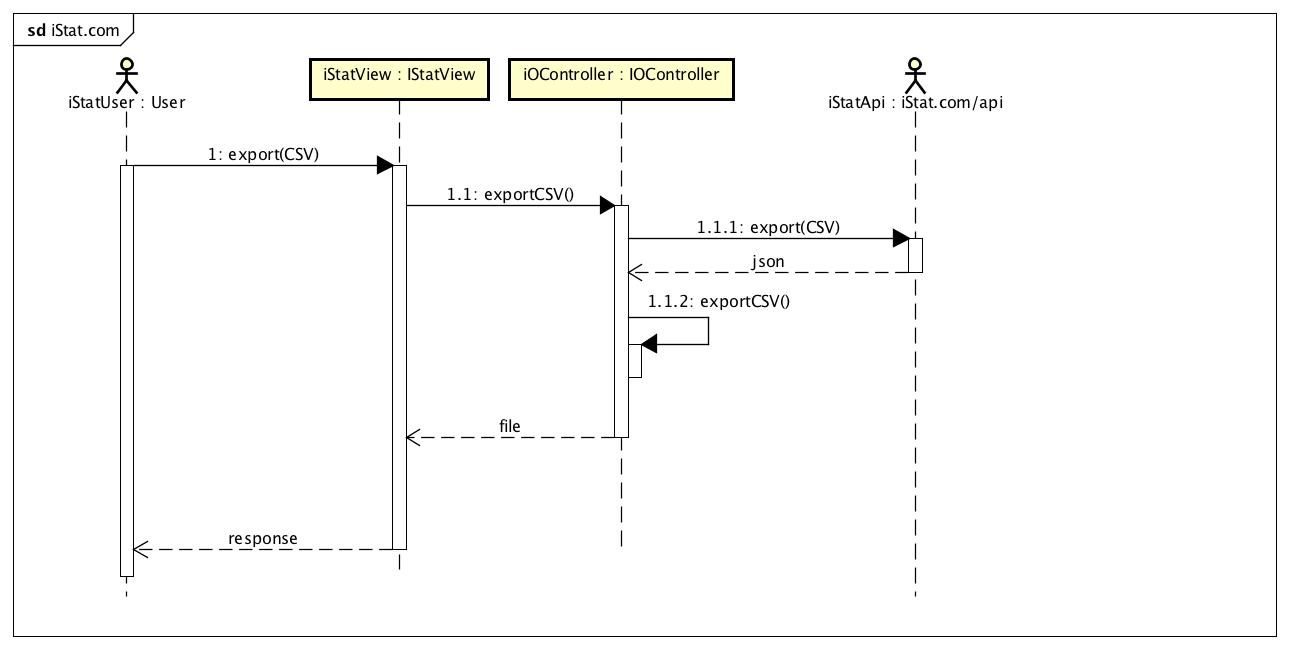 sd iStat.com
iStatUser : User
iStatView : IStatView
iOController : IOController
iStatApi : iStat.com/api
1: export(CSV)
1.1: exportCSV()
1.1.1: export(CSV)
json
1.1.2: exportCSV()
file
response